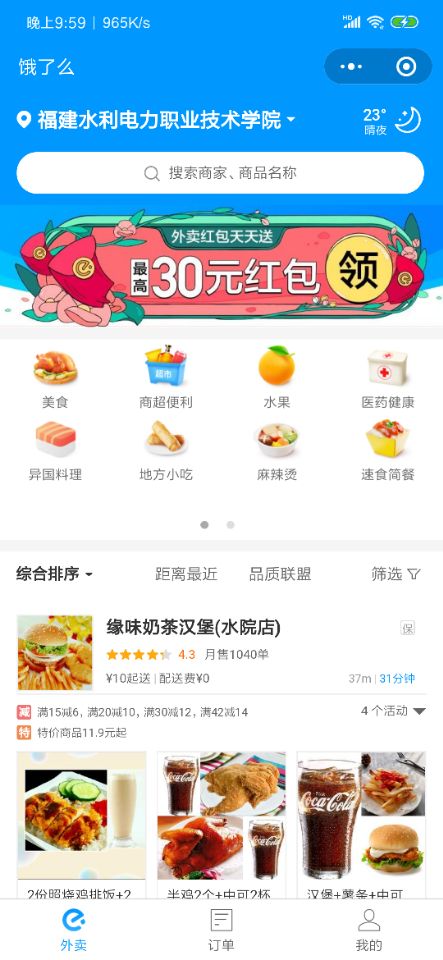 晚上9:59 | 965K/s
HD
饿了么
福建水利电力职业技术学院
23°
晴夜
搜索商家、商品名称
外卖红包天天送
最高30元红包
领
超市
美食
商超便利
水果
医药健康
异国料理
地方小吃
麻辣烫
速食简餐
综合排序
距离最近
品质联盟
筛选
缘味奶茶汉堡(水院店)
保
4.3 月售1040单
¥10起送 | 配送费¥0
37m | 31分钟
减 满15减6，满20减10，满30减12，满42减14
4个活动
特 特价商品11.9元起
Coca-Cola
Coca-Cola
Coca-Cola
2份照烧鸡排饭+2
半鸡2个+中可2杯
汉堡+薯条+中可
外卖
订单
我的